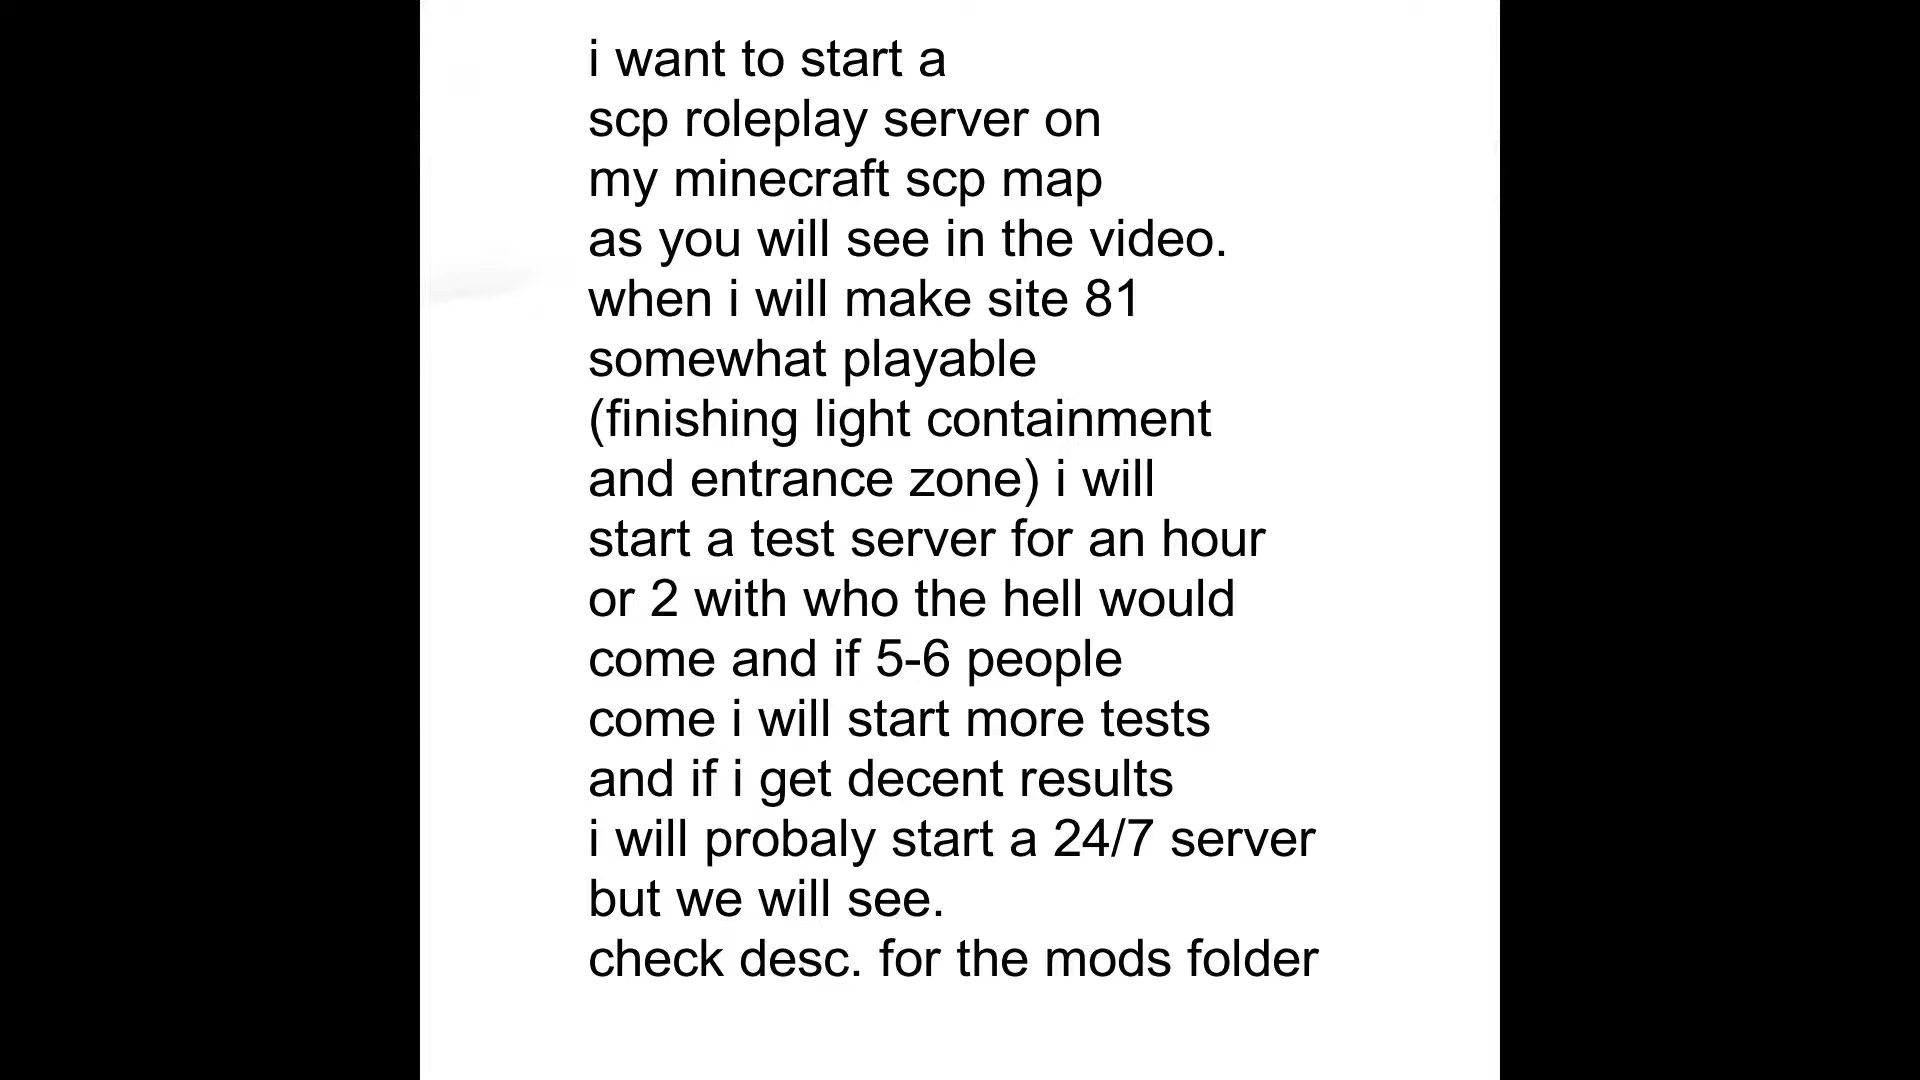 i want to start a
scp roleplay server on
my minecraft scp map
as you will see in the video.
when i will make site 81
somewhat playable
(finishing light containment
and entrance zone) i will
start a test server for an hour
or 2 with who the hell would
come and if 5-6 people
come i will start more tests
and if i get decent results
i will probaly start a 24/7 server
but we will see.
check desc. for the mods folder